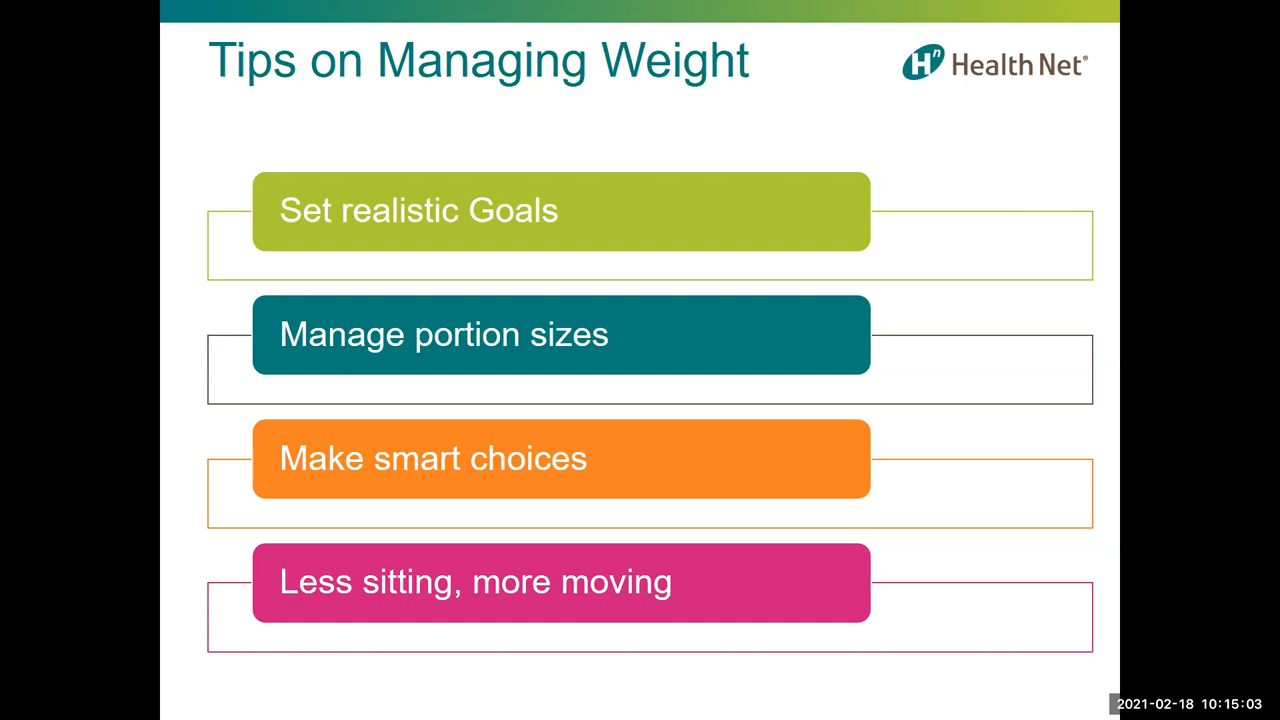 Tips on Managing Weight
Hn Health Net®
Set realistic Goals
Manage portion sizes
Make smart choices
Less sitting, more moving
2021-02-18 10:15:03